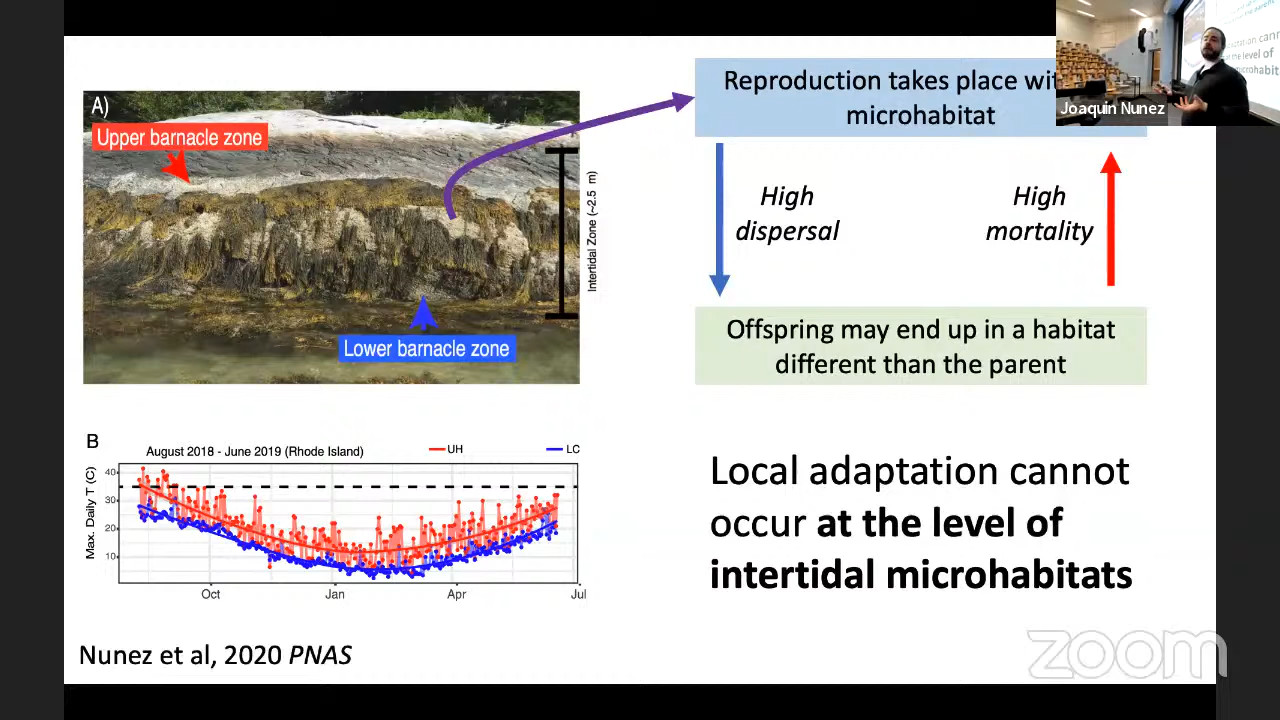 A)
Upper barnacle zone
Lower barnacle zone
Intertidal Zone (~2.5 m)
Reproduction takes place
microhabitat
High
dispersal
High
mortality
Offspring may end up in a habitat
different than the parent
B
August 2018 - June 2019 (Rhode Island)
UH
LC
Max. Daily T (C)
40
30
20
10
Oct
Jan
Apr
Jul
Local adaptation cannot
occur at the level of
intertidal microhabitats
Nunez et al, 2020 PNAS
Joaquin Nunez
zoom